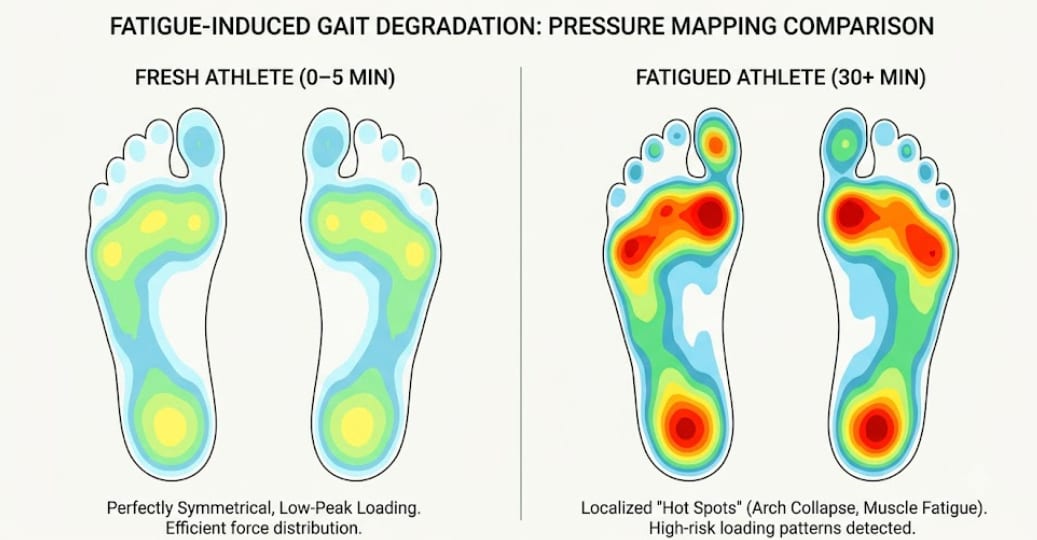 FATIGUE-INDUCED GAIT DEGRADATION: PRESSURE MAPPING COMPARISON
FRESH ATHLETE (0–5 MIN)
FATIGUED ATHLETE (30+ MIN)
Perfectly Symmetrical, Low-Peak Loading.
Efficient force distribution.
Localized "Hot Spots" (Arch Collapse, Muscle Fatigue).
High-risk loading patterns detected.